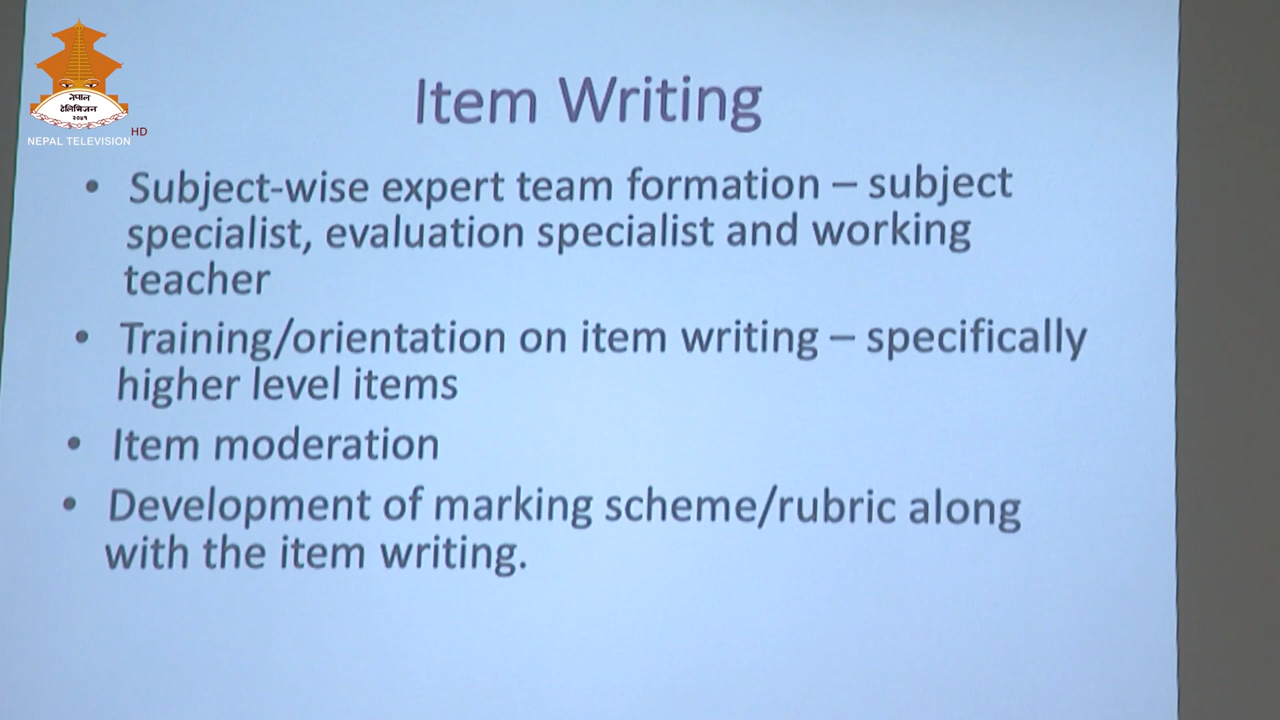 नेपाल
टेलिभिजन
२०४१
NEPAL TELEVISION HD
Item Writing
• Subject-wise expert team formation – subject
specialist, evaluation specialist and working
teacher
• Training/orientation on item writing – specifically
higher level items
• Item moderation
• Development of marking scheme/rubric along
with the item writing.